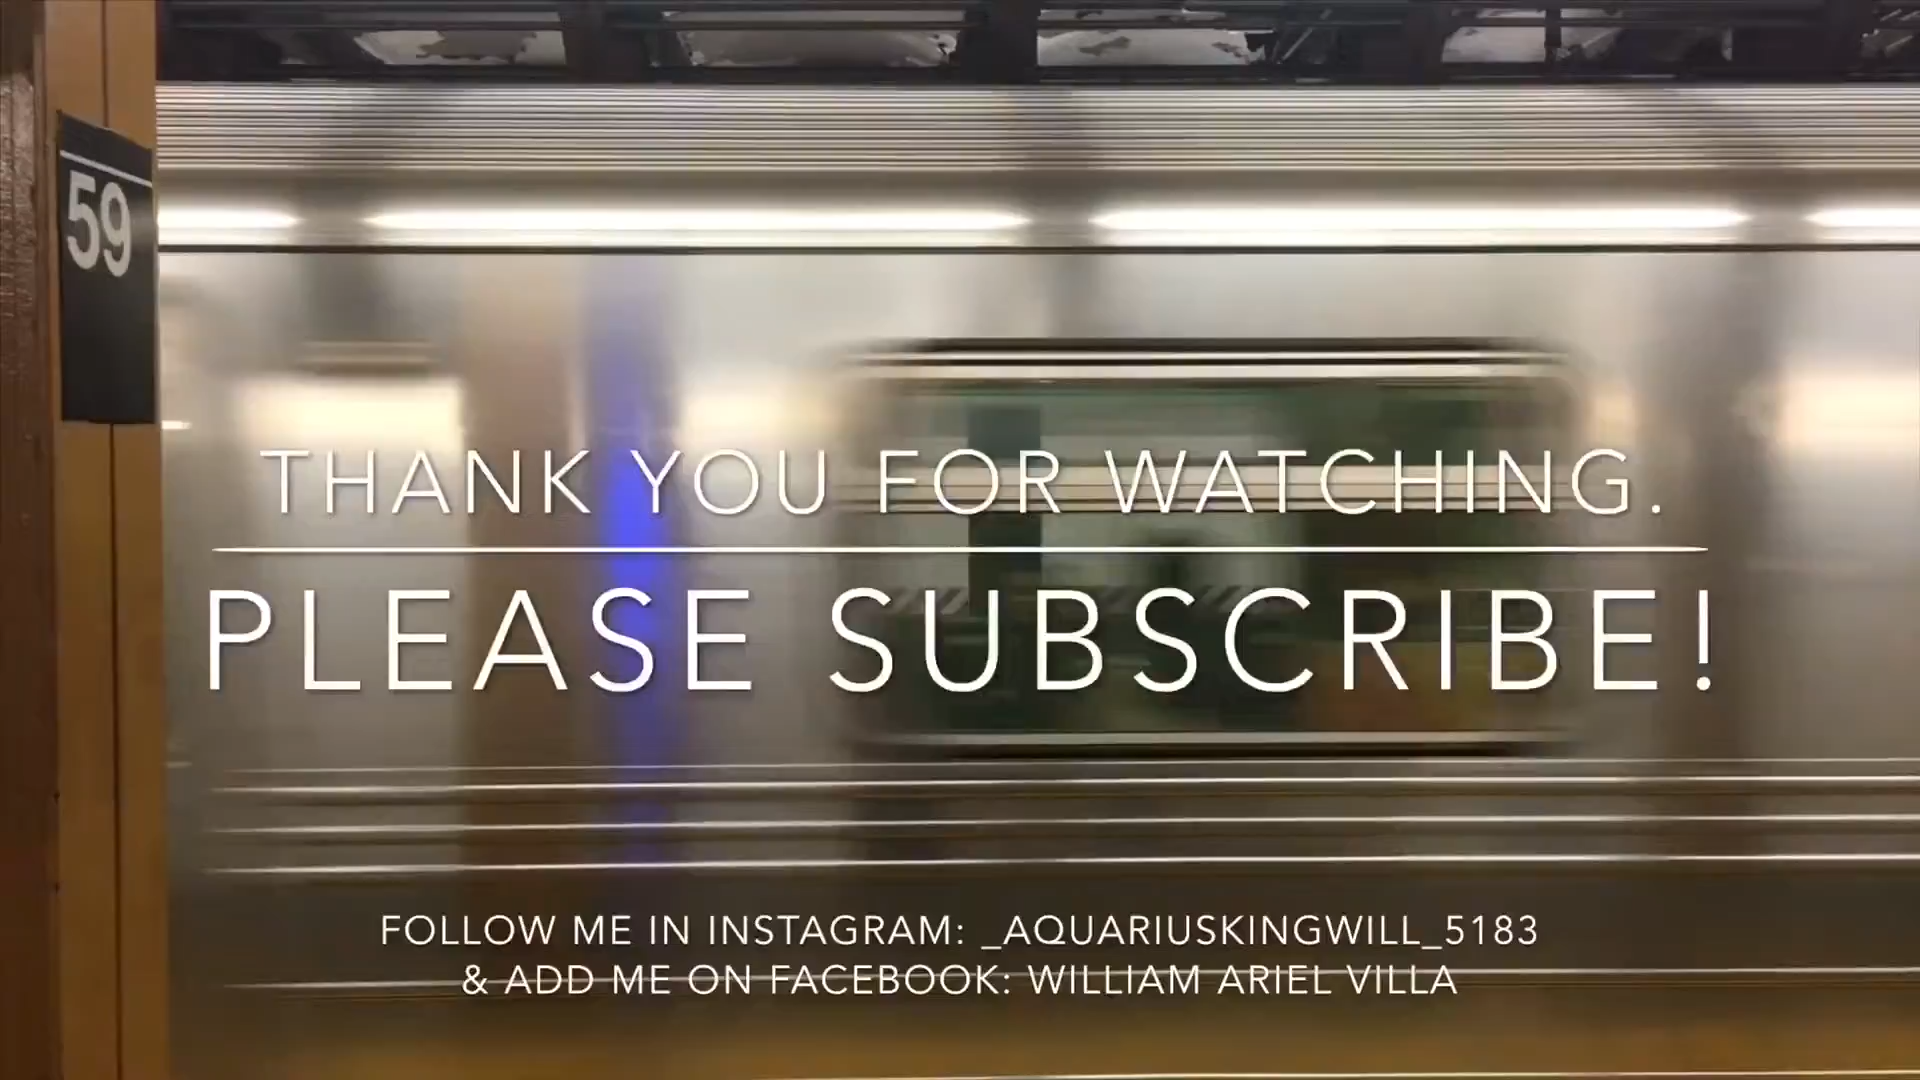 59
THANK YOU FOR WATCHING.
PLEASE SUBSCRIBE!
FOLLOW ME IN INSTAGRAM: _AQUARIUSKINGWILL_5183
& ADD ME ON FACEBOOK: WILLIAM ARIEL VILLA